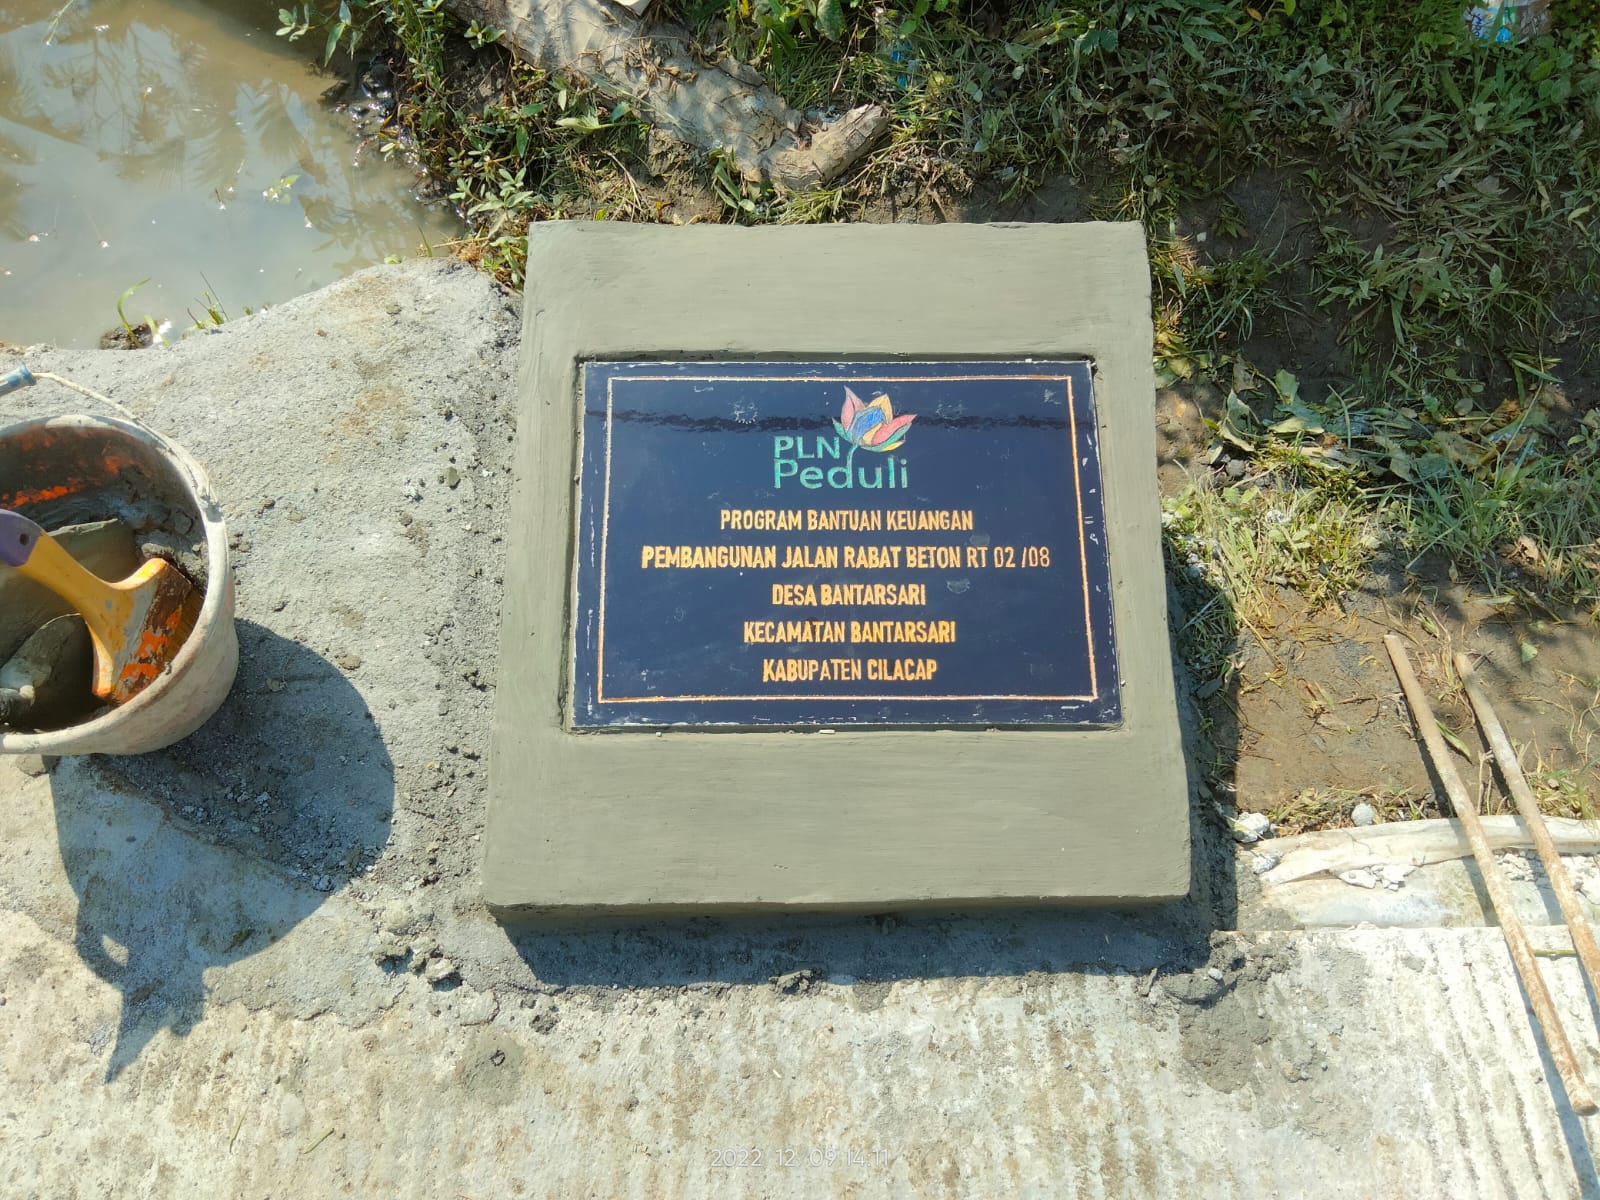 PLN
Peduli
PROGRAM BANTUAN KEUANGAN
PEMBANGUNAN JALAN RABAT BETON RT 02 /08
DESA BANTARSARI
KECAMATAN BANTARSARI
KABUPATEN CILACAP
2022 12 09 14:11